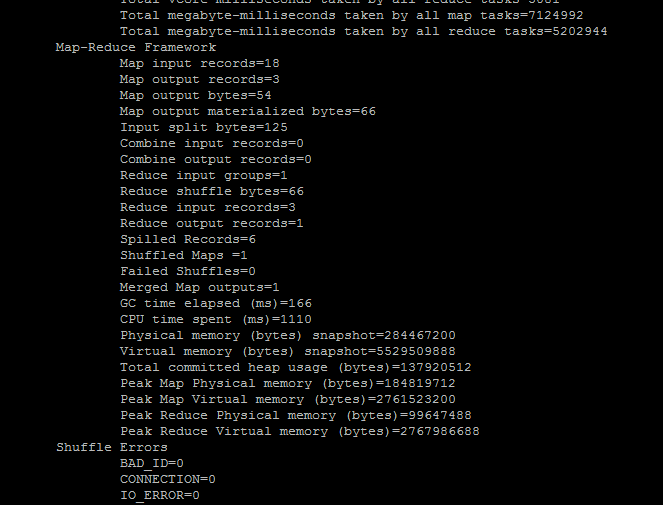 Total vcore-milliseconds taken by all reduce tasks=5081
Total megabyte-milliseconds taken by all map tasks=7124992
Total megabyte-milliseconds taken by all reduce tasks=5202944
Map-Reduce Framework
Map input records=18
Map output records=3
Map output bytes=54
Map output materialized bytes=66
Input split bytes=125
Combine input records=0
Combine output records=0
Reduce input groups=1
Reduce shuffle bytes=66
Reduce input records=3
Reduce output records=1
Spilled Records=6
Shuffled Maps =1
Failed Shuffles=0
Merged Map outputs=1
GC time elapsed (ms)=166
CPU time spent (ms)=1110
Physical memory (bytes) snapshot=284467200
Virtual memory (bytes) snapshot=5529509888
Total committed heap usage (bytes)=137920512
Peak Map Physical memory (bytes)=184819712
Peak Map Virtual memory (bytes)=2761523200
Peak Reduce Physical memory (bytes)=99647488
Peak Reduce Virtual memory (bytes)=2767986688
Shuffle Errors
BAD_ID=0
CONNECTION=0
IO_ERROR=0